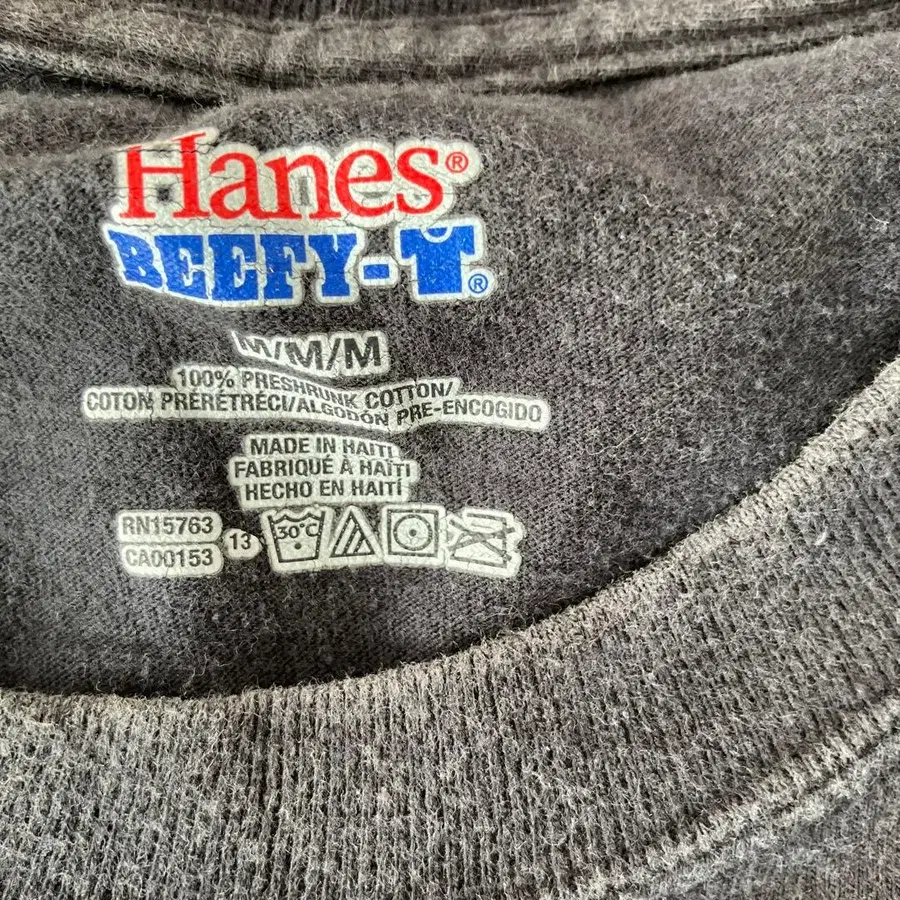 Hanes®
BEEFY-T®
M/M/M
100% PRESHRUNK COTTON/
COTON PRÉRÉTRÉCI/ALGODÓN PRE-ENCOGIDO
MADE IN HAITI
FABRIQUÉ À HAÏTI
HECHO EN HAITÍ
RN15763
CA00153
13
30°C